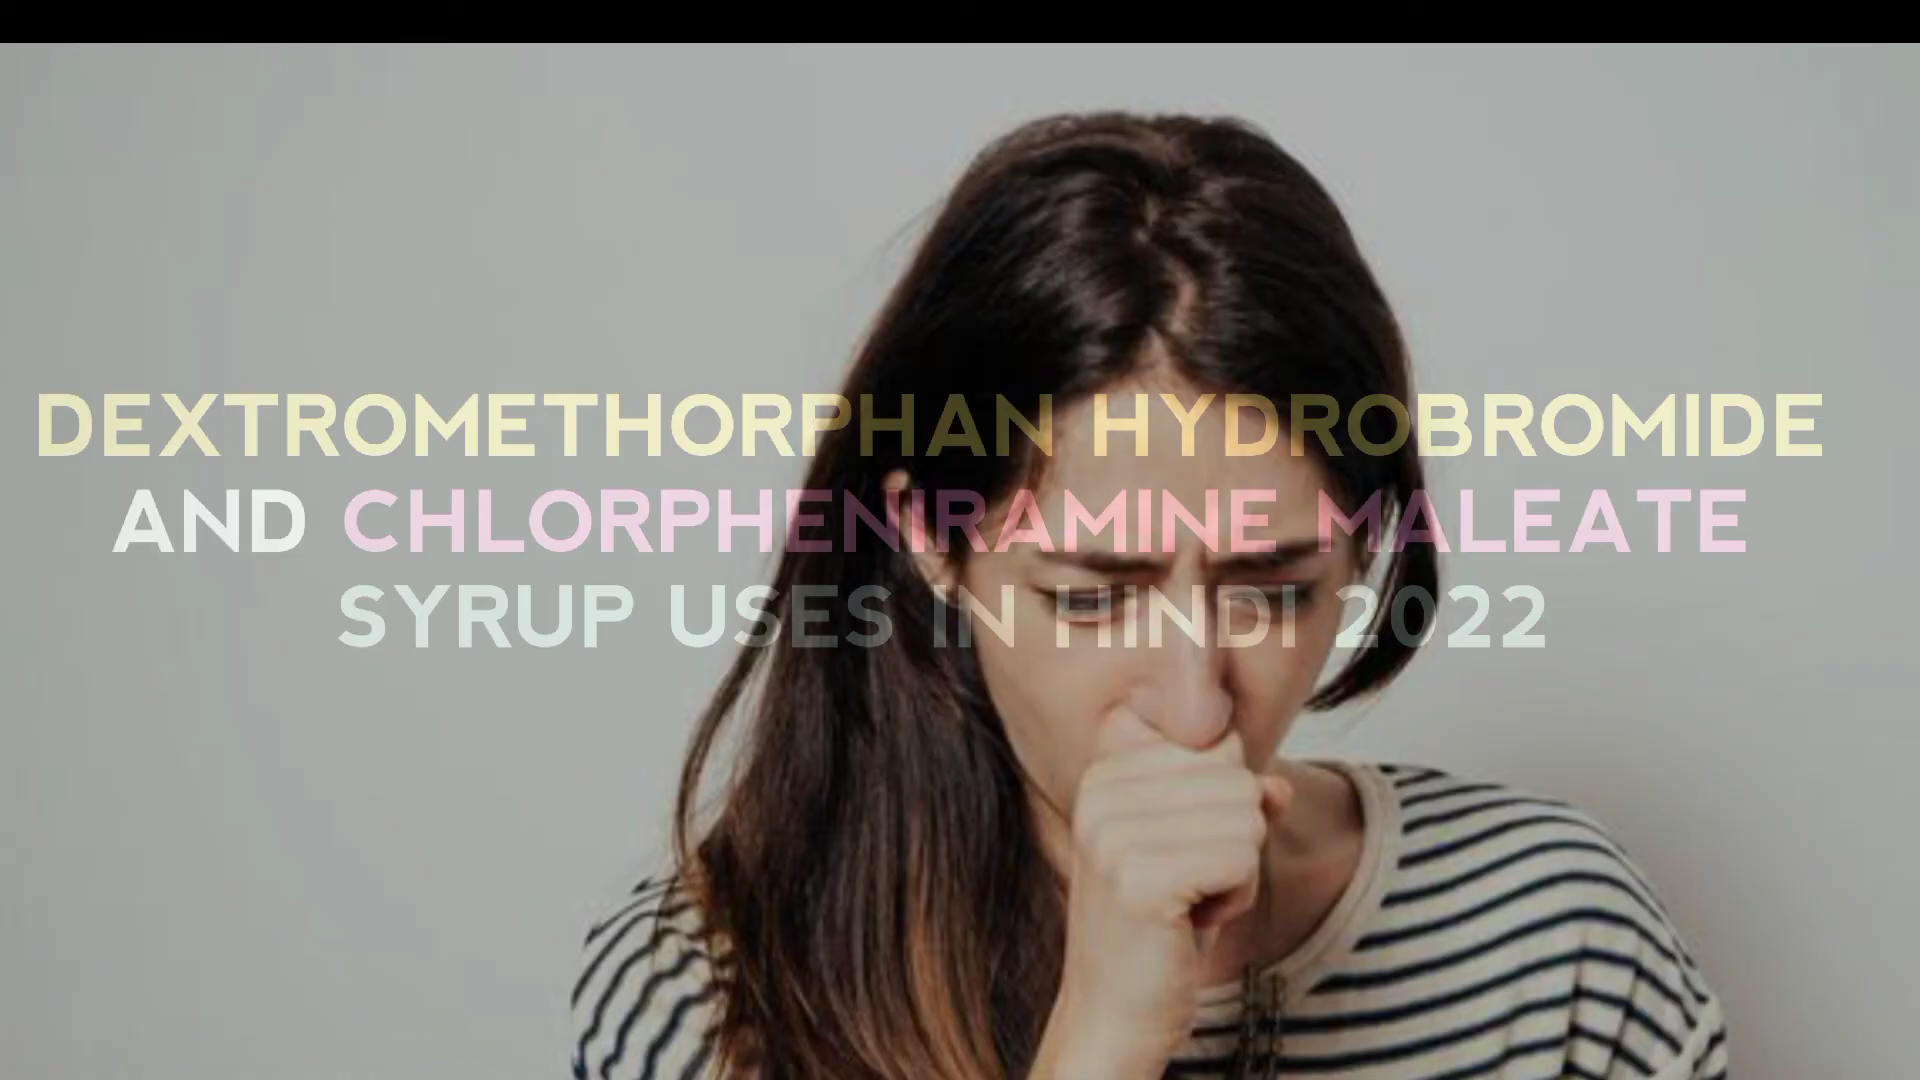 DEXTROMETHORPHAN HYDROBROMIDE
AND CHLORPHENIRAMINE MALEATE
SYRUP USES IN HINDI 2022